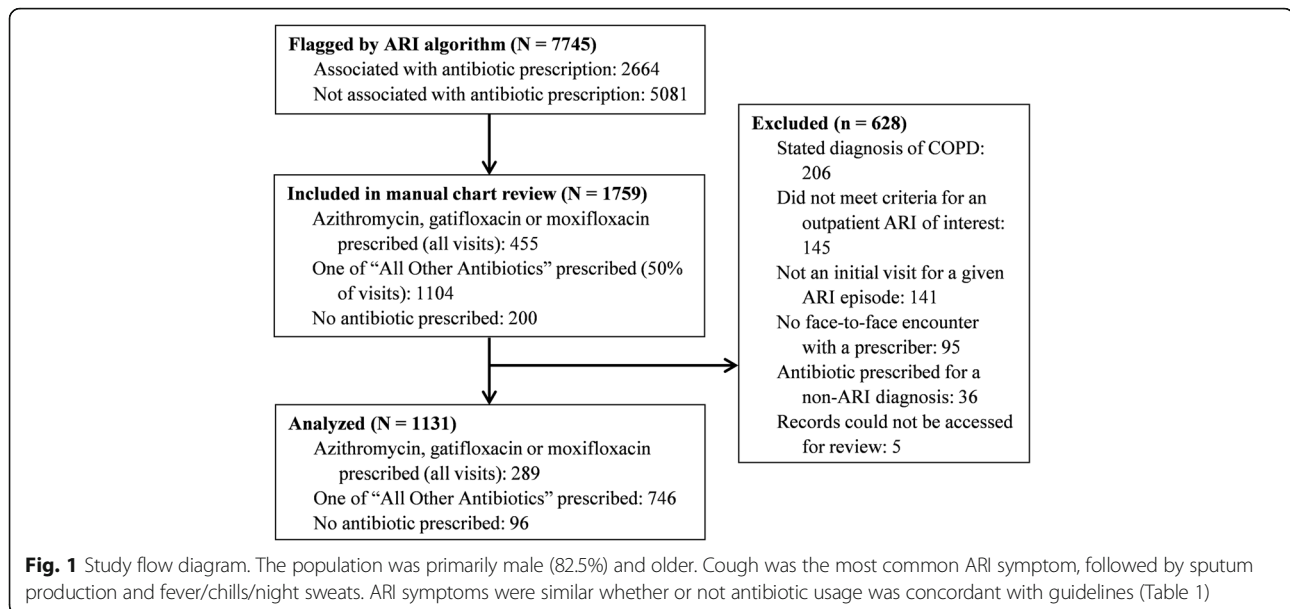 Flagged by ARI algorithm (N = 7745)
Associated with antibiotic prescription: 2664
Not associated with antibiotic prescription: 5081
Included in manual chart review (N = 1759)
Azithromycin, gatifloxacin or moxifloxacin
prescribed (all visits): 455
One of “All Other Antibiotics” prescribed (50%
of visits): 1104
No antibiotic prescribed: 200
Excluded (n = 628)
Stated diagnosis of COPD:
206
Did not meet criteria for an
outpatient ARI of interest:
145
Not an initial visit for a given
ARI episode: 141
No face-to-face encounter
with a prescriber: 95
Antibiotic prescribed for a
non-ARI diagnosis: 36
Records could not be accessed
for review: 5
Analyzed (N = 1131)
Azithromycin, gatifloxacin or moxifloxacin
prescribed (all visits): 289
One of “All Other Antibiotics” prescribed: 746
No antibiotic prescribed: 96
Fig. 1 Study flow diagram. The population was primarily male (82.5%) and older. Cough was the most common ARI symptom, followed by sputum
production and fever/chills/night sweats. ARI symptoms were similar whether or not antibiotic usage was concordant with guidelines (Table 1)